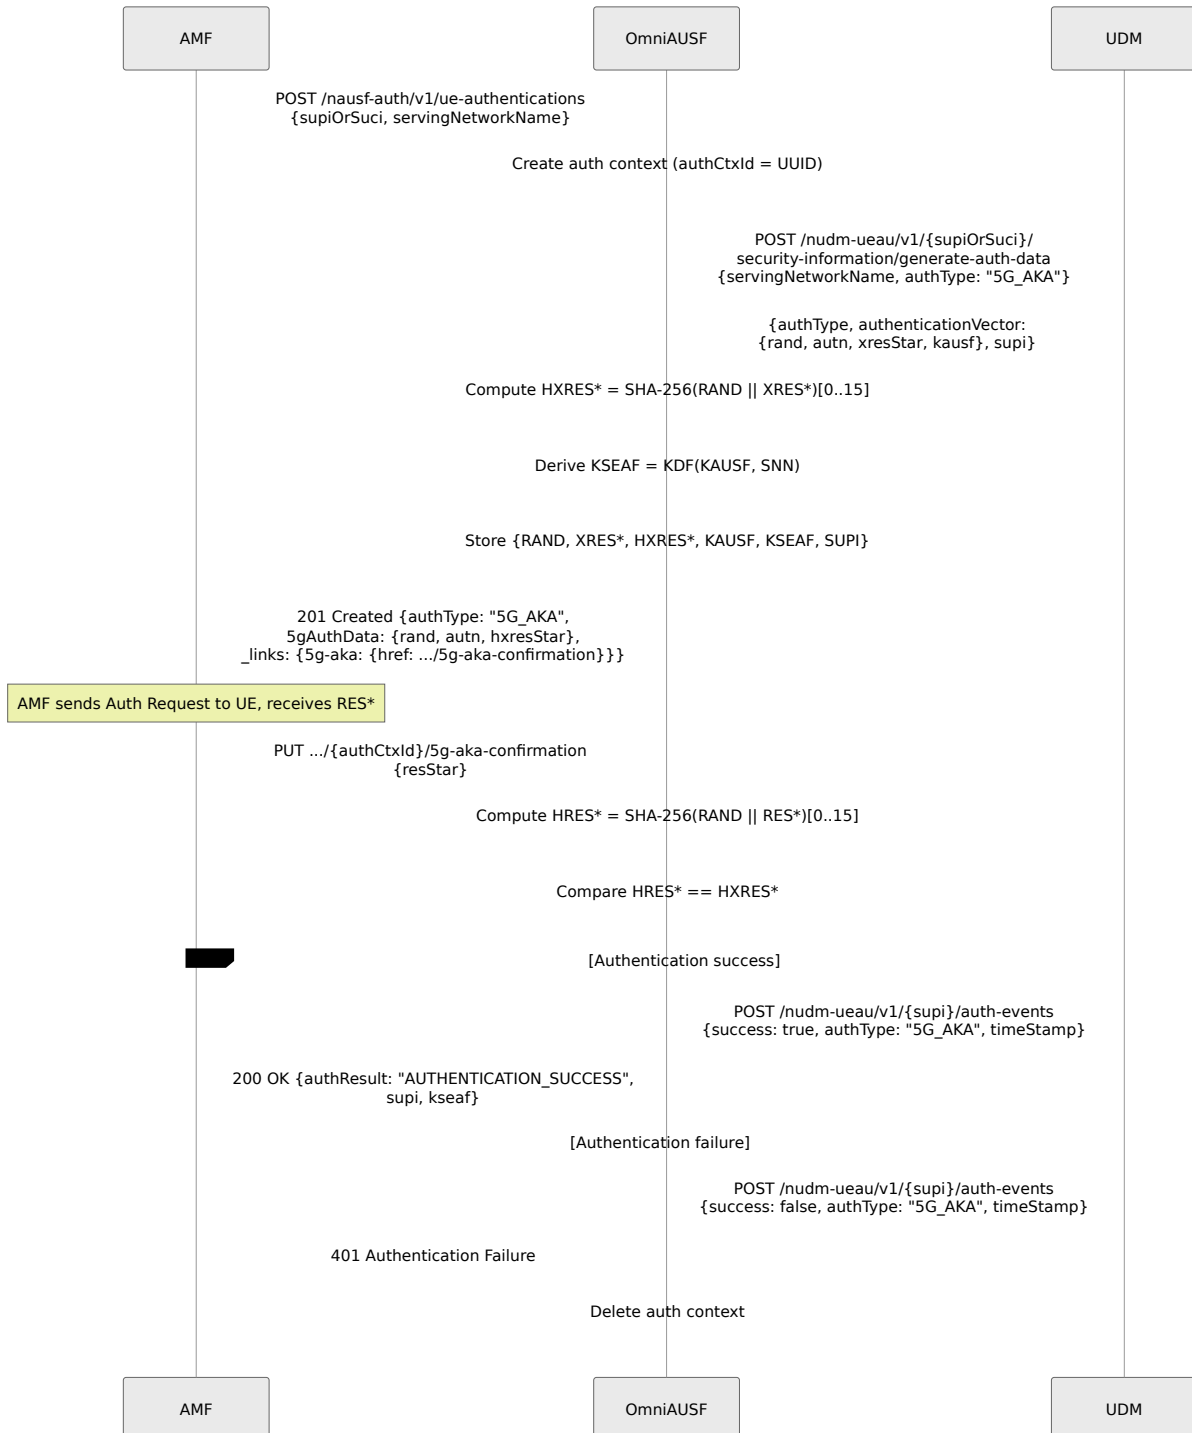 AMF
OmniAUSF
UDM
POST /nausf-auth/v1/ue-authentications
{supiOrSuci, servingNetworkName}
Create auth context (authCtxId = UUID)
POST /nudm-ueau/v1/{supiOrSuci}/
security-information/generate-auth-data
{servingNetworkName, authType: "5G_AKA"}
{authType, authenticationVector:
{rand, autn, xresStar, kausf}, supi}
Compute HXRES* = SHA-256(RAND || XRES*)[0..15]
Derive KSEAF = KDF(KAUSF, SNN)
Store {RAND, XRES*, HXRES*, KAUSF, KSEAF, SUPI}
201 Created {authType: "5G_AKA",
5gAuthData: {rand, autn, hxresStar},
_links: {5g-aka: {href: .../5g-aka-confirmation}}}
AMF sends Auth Request to UE, receives RES*
PUT .../{authCtxId}/5g-aka-confirmation
{resStar}
Compute HRES* = SHA-256(RAND || RES*)[0..15]
Compare HRES* == HXRES*
[Authentication success]
POST /nudm-ueau/v1/{supi}/auth-events
{success: true, authType: "5G_AKA", timeStamp}
200 OK {authResult: "AUTHENTICATION_SUCCESS",
supi, kseaf}
[Authentication failure]
POST /nudm-ueau/v1/{supi}/auth-events
{success: false, authType: "5G_AKA", timeStamp}
401 Authentication Failure
Delete auth context
AMF
OmniAUSF
UDM